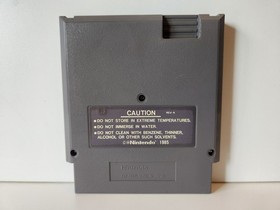 CAUTION
● DO NOT STORE IN EXTREME TEMPERATURES.
● DO NOT IMMERSE IN WATER.
● DO NOT CLEAN WITH BENZENE, THINNER,
ALCOHOL OR OTHER SUCH SOLVENTS.
Nintendo 1985